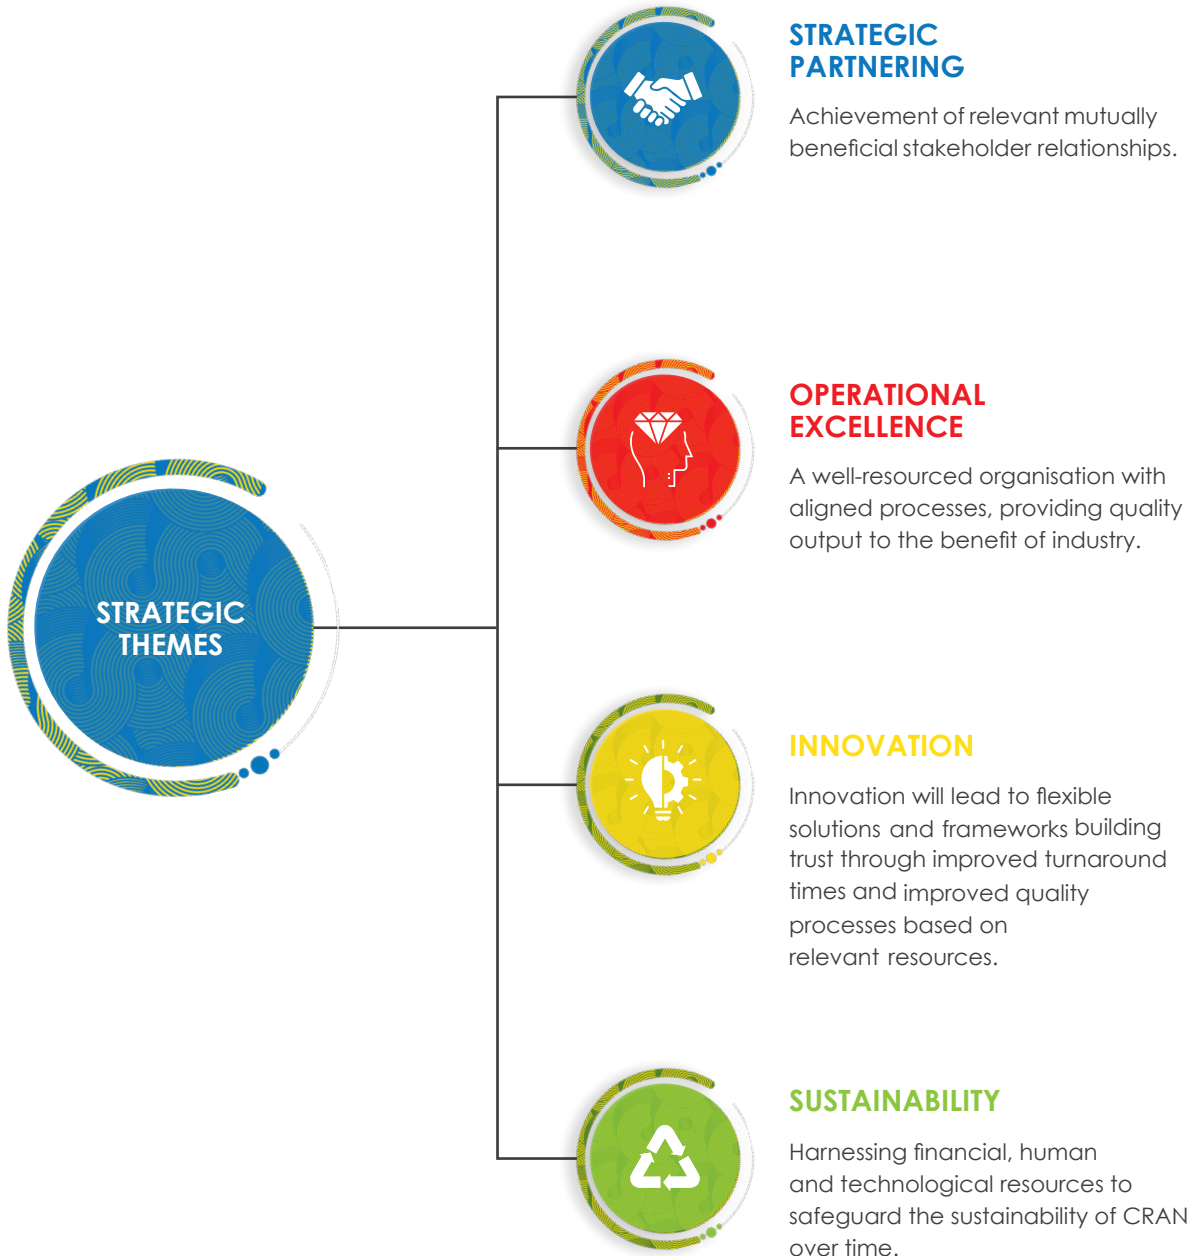 STRATEGIC
THEMES
STRATEGIC
PARTNERING
Achievement of relevant mutually
beneficial stakeholder relationships.
OPERATIONAL
EXCELLENCE
A well-resourced organisation with
aligned processes, providing quality
output to the benefit of industry.
INNOVATION
Innovation will lead to flexible
solutions and frameworks building
trust through improved turnaround
times and improved quality
processes based on
relevant resources.
SUSTAINABILITY
Harnessing financial, human
and technological resources to
safeguard the sustainability of CRAN
over time.